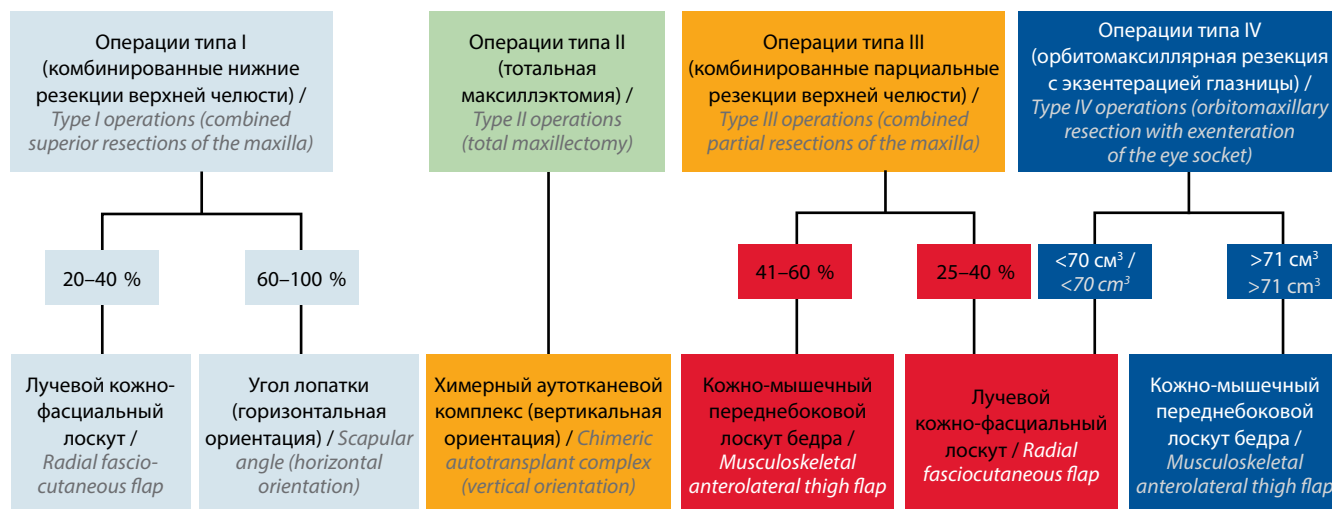 Операции типа I
(комбинированные нижние
резекции верхней челюсти) /
Type I operations (combined
superior resections of the maxilla)
Операции типа II
(тотальная
максиллэктомия) /
Type II operations
(total maxillectomy)
Операции типа III
(комбинированные парциальные
резекции верхней челюсти) /
Type III operations (combined
partial resections of the maxilla)
Операции типа IV
(орбитомаксиллярная резекция
с экзентерацией глазницы) /
Type IV operations (orbitomaxillary
resection with exenteration
of the eye socket)
20–40 %
60–100 %
41–60 %
25–40 %
<70 см³ /
<70 cm³
>71 см³
>71 cm³
Лучевой кожно-
фасциальный
лоскут /
Radial fascio-
cutaneous flap
Угол лопатки
(горизонтальная
ориентация) / Scapular
angle (horizontal
orientation)
Химерный аутотканевой
комплекс (вертикальная
ориентация) / Chimeric
autotransplant complex
(vertical orientation)
Кожно-мышечный
переднебоковой
лоскут бедра /
Musculoskeletal
anterolateral thigh flap
Лучевой
кожно-фасциальный
лоскут / Radial
fasciocutaneous flap
Кожно-мышечный
переднебоковой
лоскут бедра /
Musculoskeletal
anterolateral thigh flap